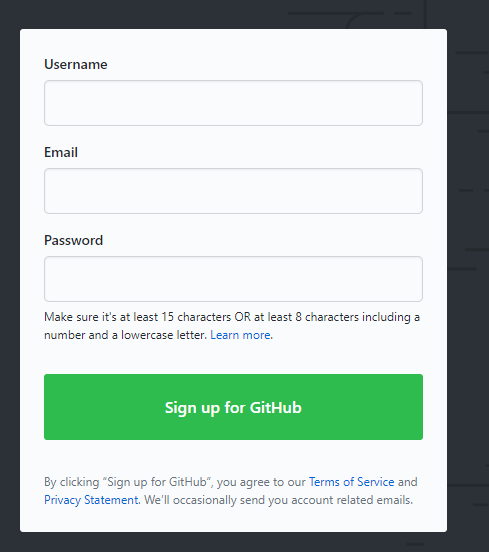 Username
Email
Password
Make sure it's at least 15 characters OR at least 8 characters including a
number and a lowercase letter. Learn more.
Sign up for GitHub
By clicking “Sign up for GitHub”, you agree to our Terms of Service and
Privacy Statement. We’ll occasionally send you account related emails.